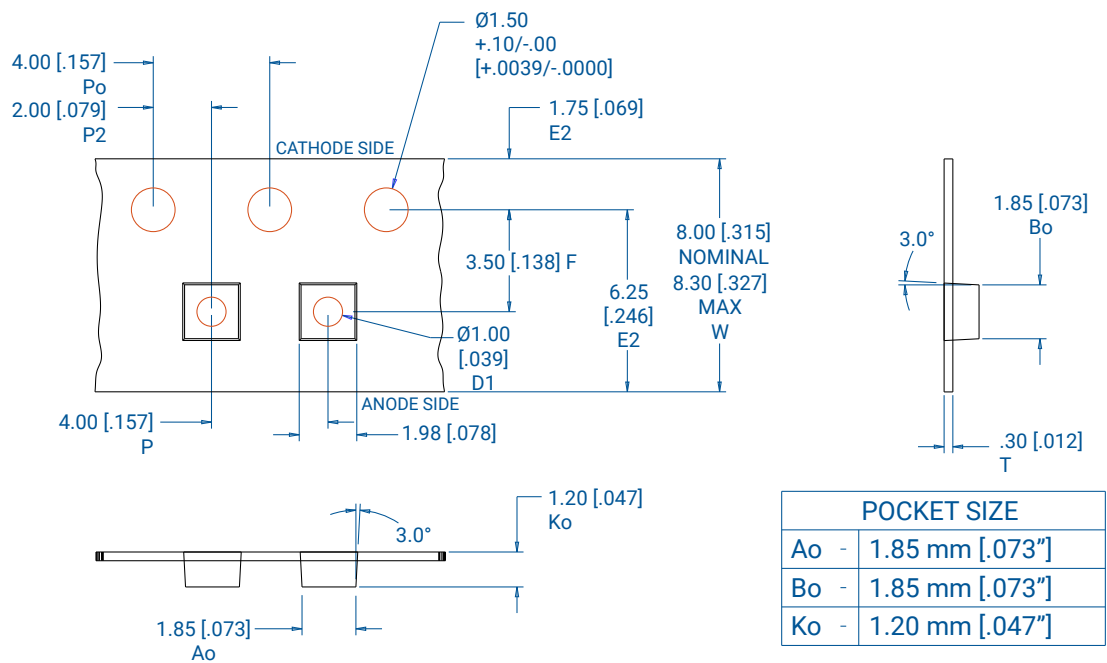 Ø1.50
+.10/-.00
[+.0039/-.0000]
4.00 [.157]
Po
2.00 [.079]
P2
1.75 [.069]
E2
CATHODE SIDE
3.50 [.138] F
8.00 [.315]
NOMINAL
8.30 [.327]
MAX
W
6.25
[.246]
E2
Ø1.00
[.039]
D1
ANODE SIDE
4.00 [.157]
P
1.98 [.078]
1.85 [.073]
Bo
3.0°
.30 [.012]
T
1.20 [.047]
Ko
3.0°
1.85 [.073]
Ao
POCKET SIZE
Ao - 1.85 mm [.073”]
Bo - 1.85 mm [.073”]
Ko - 1.20 mm [.047”]